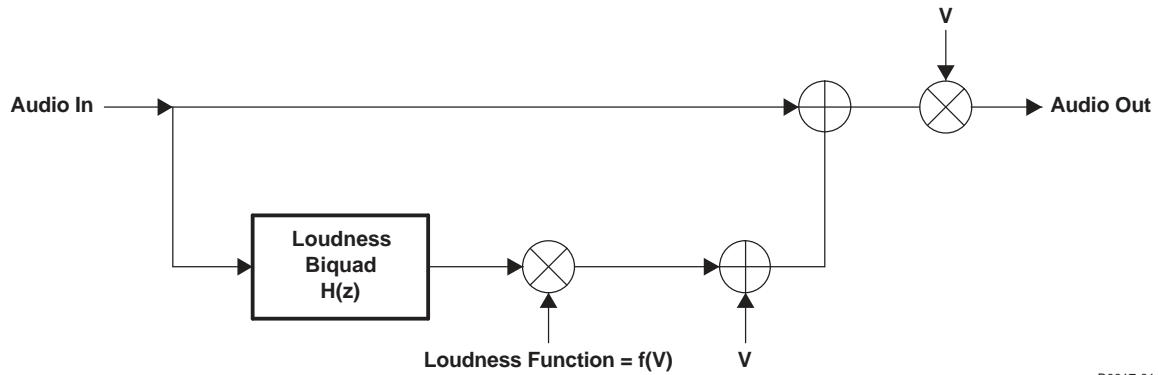 V
Audio In
Audio Out
Loudness
Biquad
H(z)
Loudness Function = f(V)
V